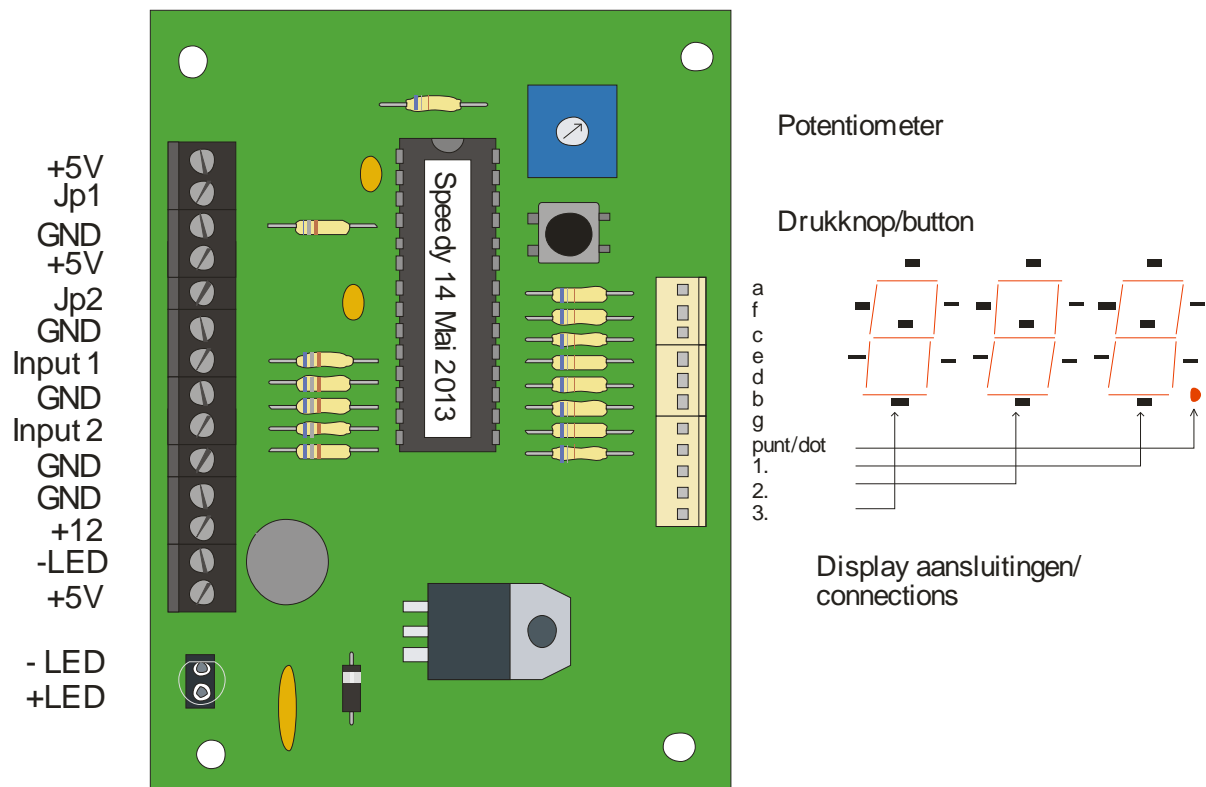 +5V
Jp1
GND
+5V
Jp2
GND
Input 1
GND
Input 2
GND
GND
+12
-LED
+5V
- LED
+LED
Speedy 14 Mai 2013
Potentiometer
Drukknop/button
a
f
c
e
d
b
g
punt/dot
1.
2.
3.
Display aansluitingen/
connections